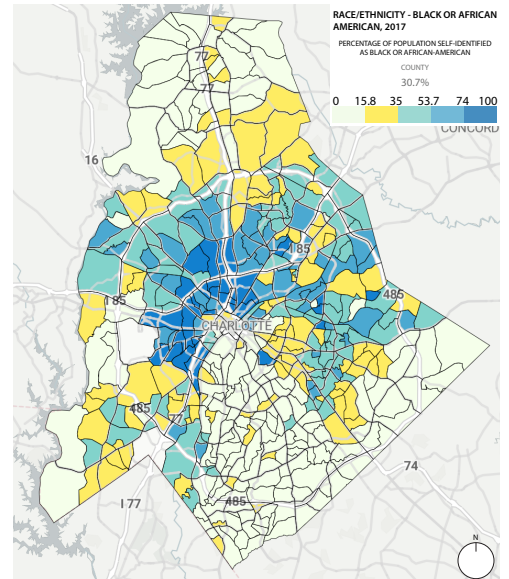 RACE/ETHNICITY - BLACK OR AFRICAN
AMERICAN, 2017
PERCENTAGE OF POPULATION SELF-IDENTIFIED
AS BLACK OR AFRICAN-AMERICAN
COUNTY
30.7%
0 15.8 35 53.7 74 100
CONCORD
77
77
16
I 85
I 85
485
CHARLOTTE
485
77
74
I 77
485
N